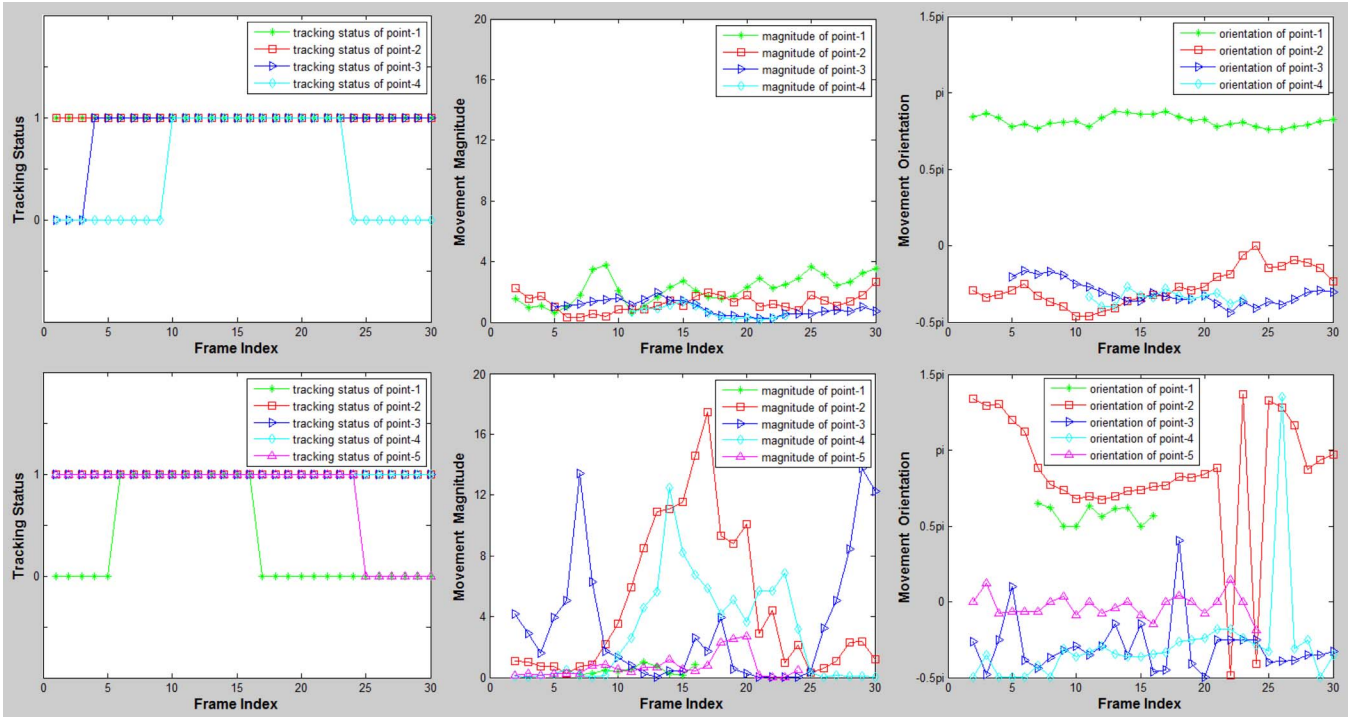 tracking status of point-1
tracking status of point-2
tracking status of point-3
tracking status of point-4
1
0
Tracking Status
5 10 15 20 25 30
Frame Index
magnitude of point-1
magnitude of point-2
magnitude of point-3
magnitude of point-4
20
16
12
8
4
0
Movement Magnitude
5 10 15 20 25 30
Frame Index
orientation of point-1
orientation of point-2
orientation of point-3
orientation of point-4
1.5pi
pi
0.5pi
0
-0.5pi
Movement Orientation
5 10 15 20 25 30
Frame Index
tracking status of point-1
tracking status of point-2
tracking status of point-3
tracking status of point-4
tracking status of point-5
1
0
Tracking Status
5 10 15 20 25 30
Frame Index
magnitude of point-1
magnitude of point-2
magnitude of point-3
magnitude of point-4
magnitude of point-5
20
16
12
8
4
0
Movement Magnitude
5 10 15 20 25 30
Frame Index
orientation of point-1
orientation of point-2
orientation of point-3
orientation of point-4
orientation of point-5
1.5pi
pi
0.5pi
0
-0.5pi
Movement Orientation
5 10 15 20 25 30
Frame Index